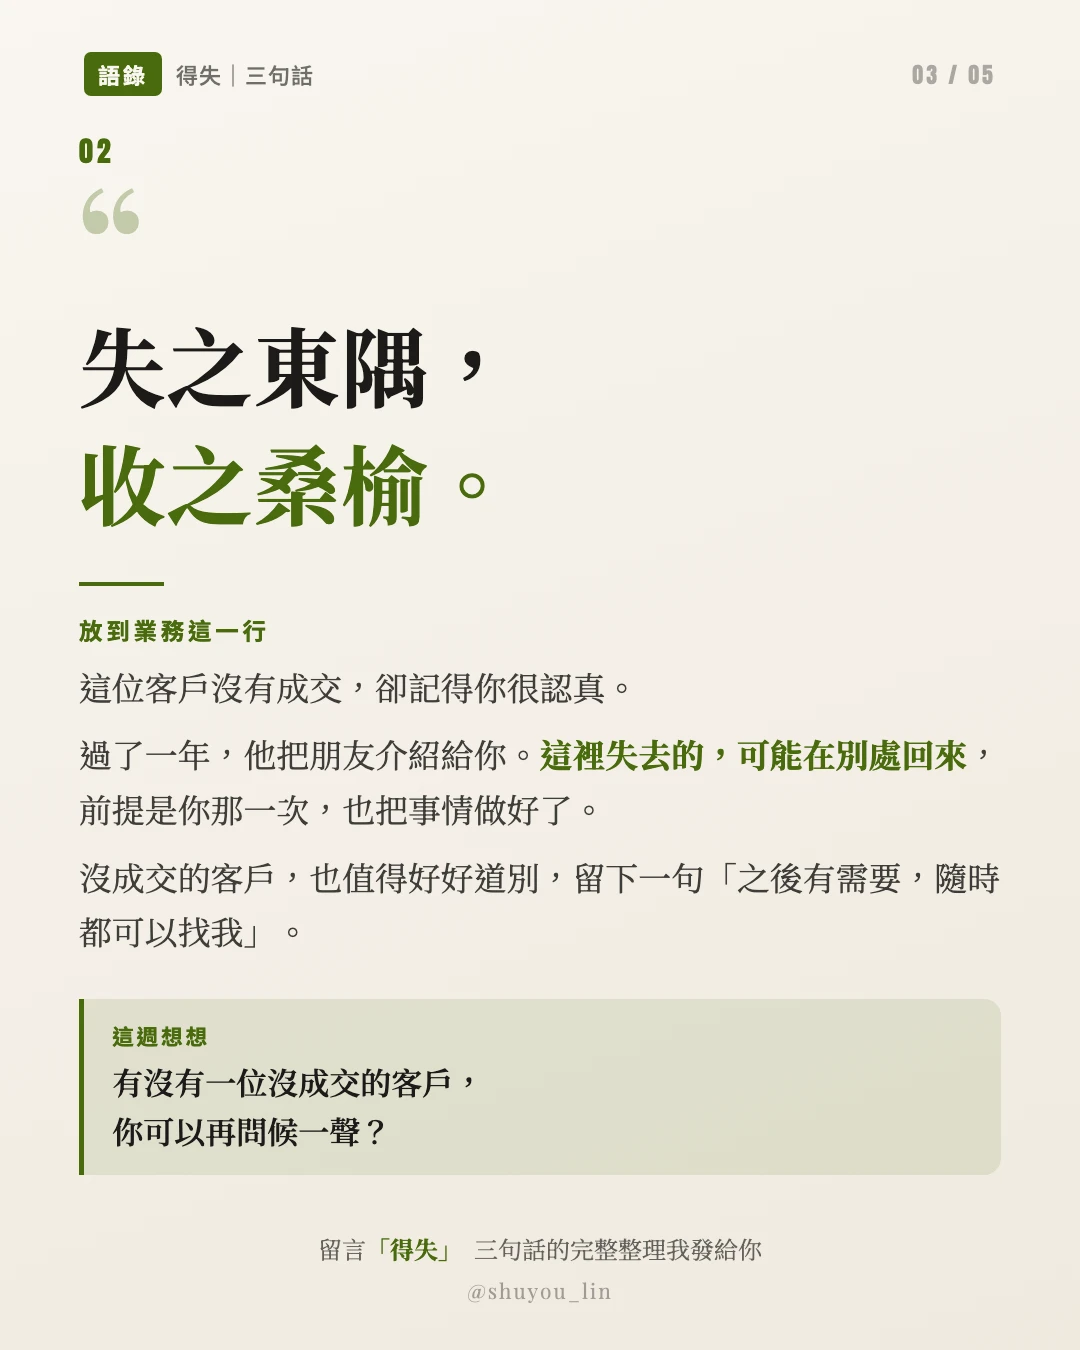 語錄 得失｜三句話 03 / 05
02
“
失之東隅，
收之桑榆。
放到業務這一行
這位客戶沒有成交，卻記得你很認真。
過了一年，他把朋友介紹給你。這裡失去的，可能在別處回來，
前提是你那一次，也把事情做好了。
沒成交的客戶，也值得好好道別，留下一句「之後有需要，隨時
都可以找我」。
這週想想
有沒有一位沒成交的客戶，
你可以再問候一聲？
留言「得失」 三句話的完整整理我發給你
@shuyou_lin